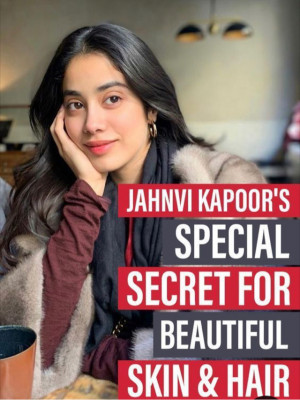 JAHNVI KAPOOR'S
SPECIAL
SECRET FOR
BEAUTIFUL
SKIN & HAIR